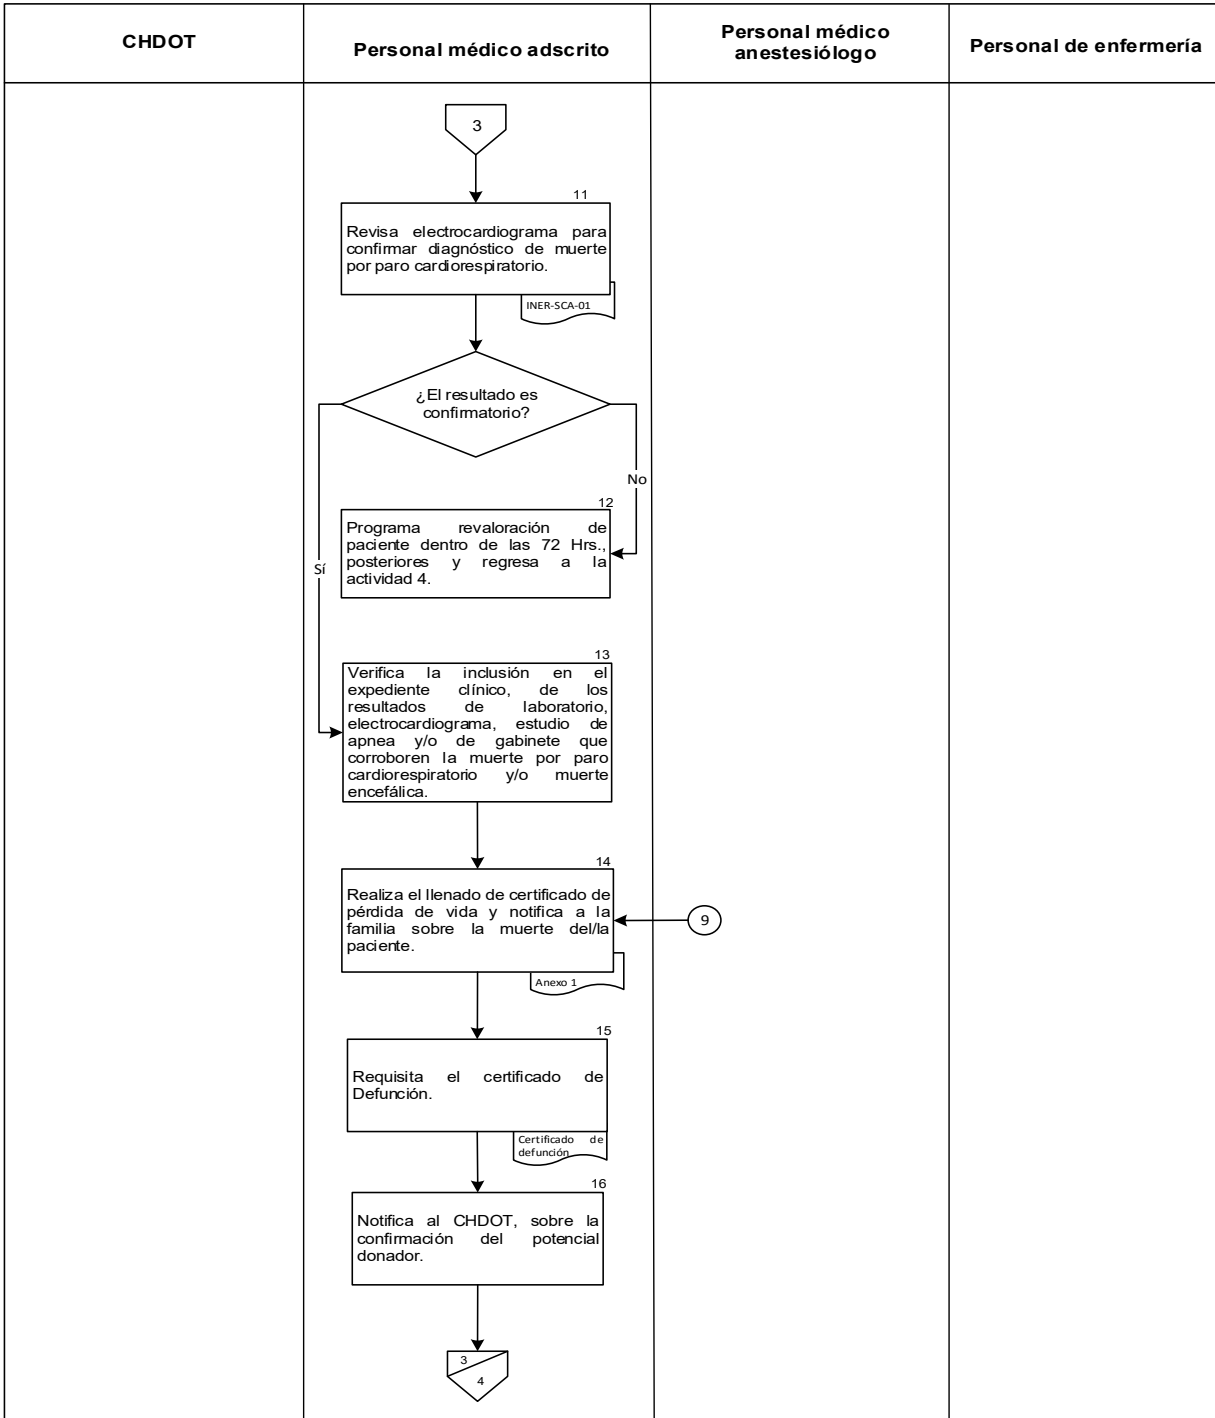 CHDOT
Personal médico adscrito
Personal médico
anestesiólogo
Personal de enfermería
3
11
Revisa electrocardiograma para
confirmar diagnóstico de muerte
por paro cardiorespiratorio.
INER-SCA-01
¿El resultado es
confirmatorio?
No
Sí
12
Programa revaloración de
paciente dentro de las 72 Hrs.,
posteriores y regresa a la
actividad 4.
13
Verifica la inclusión en el
expediente clínico, de los
resultados de laboratorio,
electrocardiograma, estudio de
apnea y/o de gabinete que
corroboren la muerte por paro
cardiorespiratorio y/o muerte
encefálica.
14
Realiza el llenado de certificado de
pérdida de vida y notifica a la
familia sobre la muerte del/la
paciente.
9
Anexo 1
15
Requisita el certificado de
Defunción.
Certificado de
defunción
16
Notifica al CHDOT, sobre la
confirmación del potencial
donador.
3
4